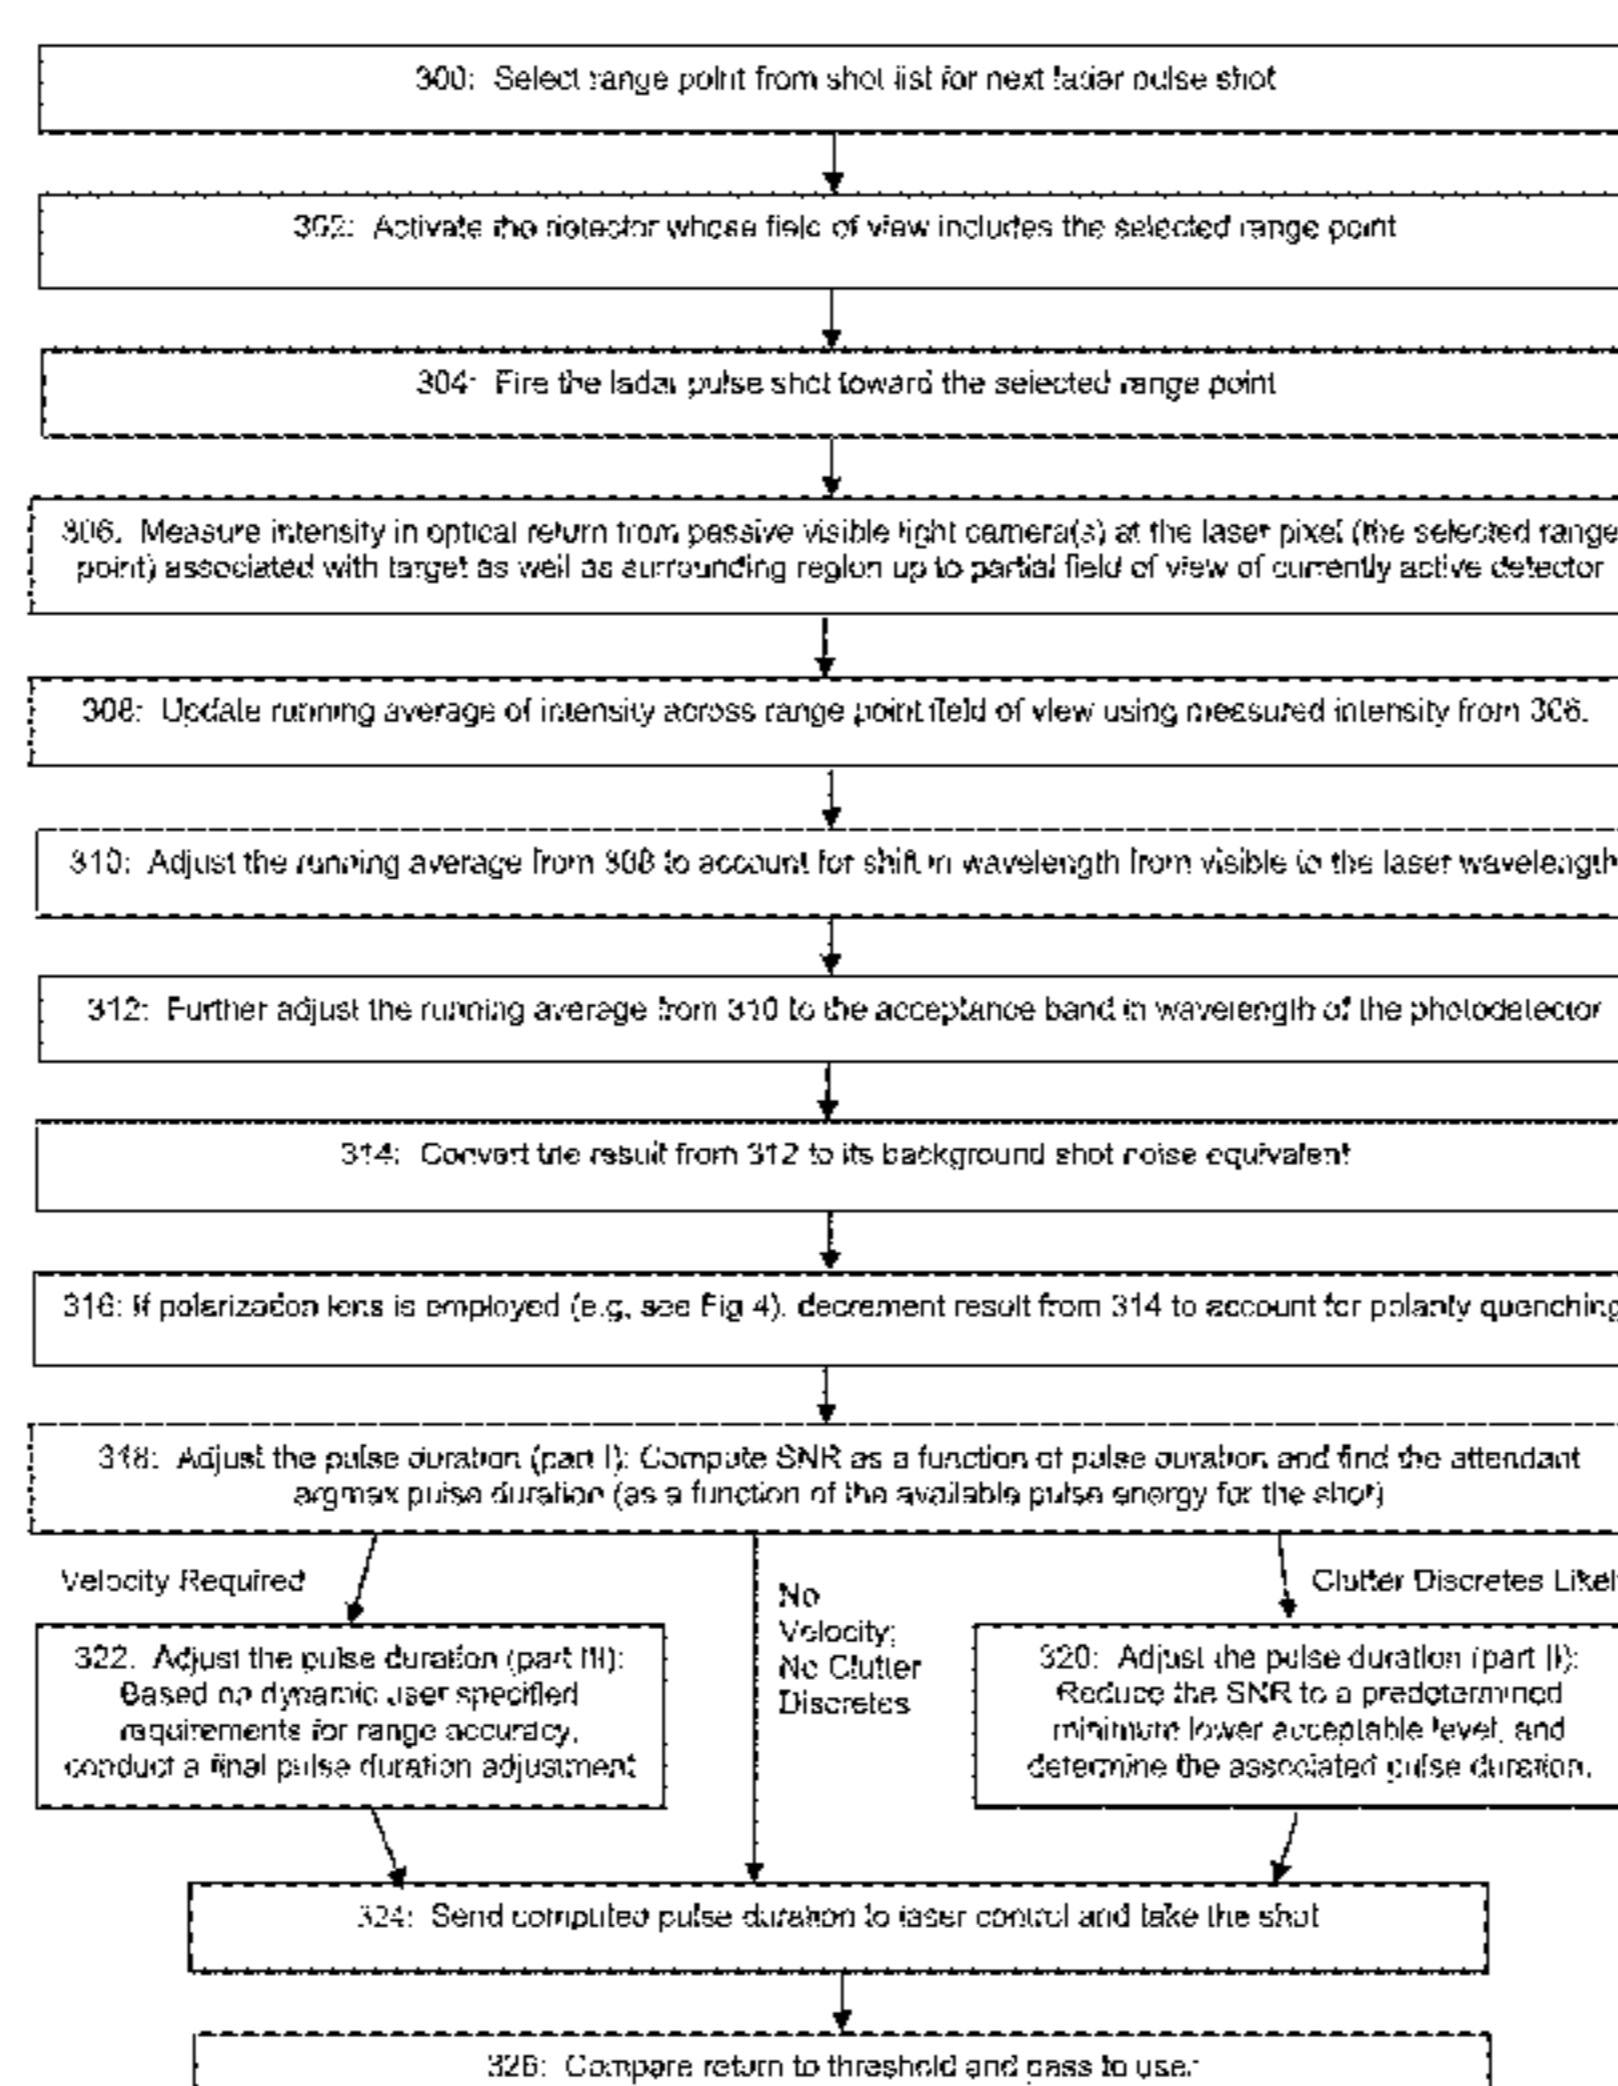 300: Select range point from shot list for next ladar pulse shot
302: Activate the detector whose field of view includes the selected range point
304: Fire the ladar pulse shot toward the selected range point
306. Measure intensity in optical return from passive visible light camera(s) at the laser pixel (the selected range
point) associated with target as well as surrounding region up to partial field of view of currently active detector
308: Update running average of intensity across range point field of view using measured intensity from 306.
310: Adjust the running average from 308 to account for shift in wavelength from visible to the laser wavelength
312: Further adjust the running average from 310 to the acceptance band in wavelength of the photodetector
314: Convert the result from 312 to its background shot noise equivalent
316: If polarization lens is employed (e.g, see Fig 4), decrement result from 314 to account for polarity quenching
318: Adjust the pulse duration (part I): Compute SNR as a function of pulse duration and find the attendant
argmax pulse duration (as a function of the available pulse energy for the shot)
Velocity Required
No
Velocity;
No Clutter
Discretes
Clutter Discretes Likel
322. Adjust the pulse duration (part III):
Based on dynamic user specified
requirements for range accuracy,
conduct a final pulse duration adjustment
320: Adjust the pulse duration (part II):
Reduce the SNR to a predetermined
minimum lower acceptable level, and
determine the associated pulse duration.
324: Send computed pulse duration to laser control and take the shot
326: Compare return to threshold and pass to user